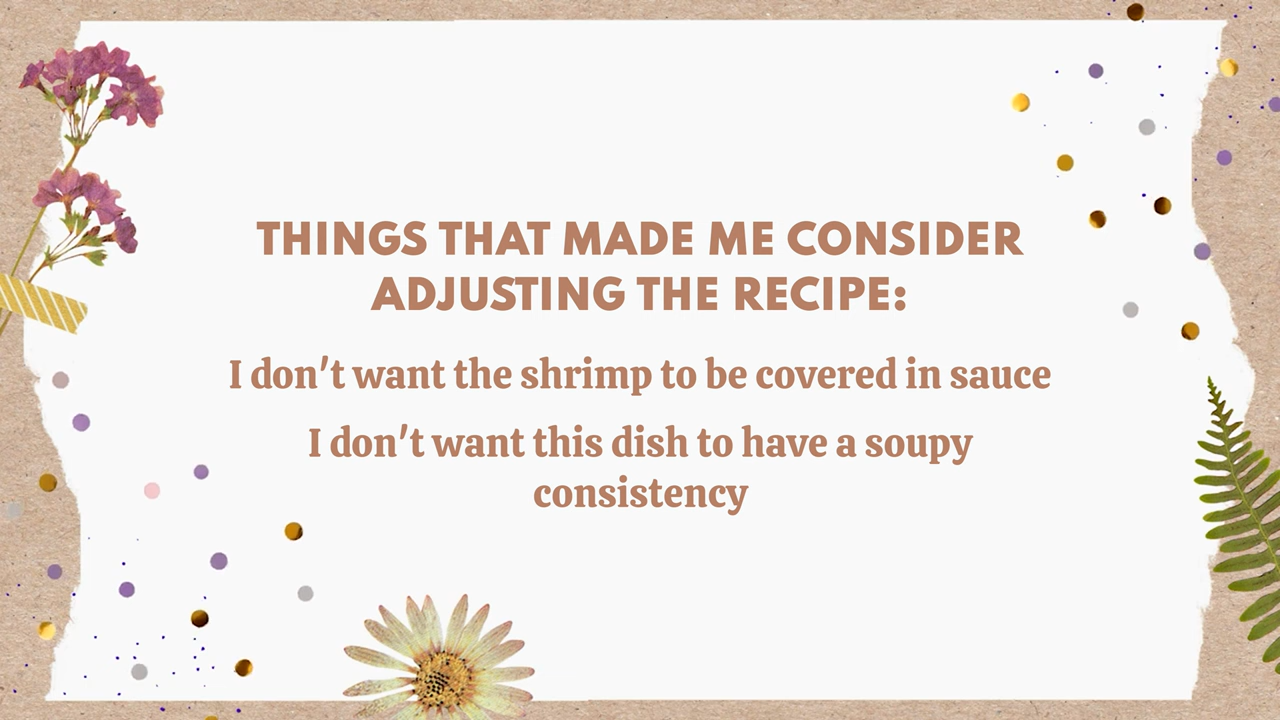 THINGS THAT MADE ME CONSIDER
ADJUSTING THE RECIPE:
I don't want the shrimp to be covered in sauce
I don't want this dish to have a soupy
consistency